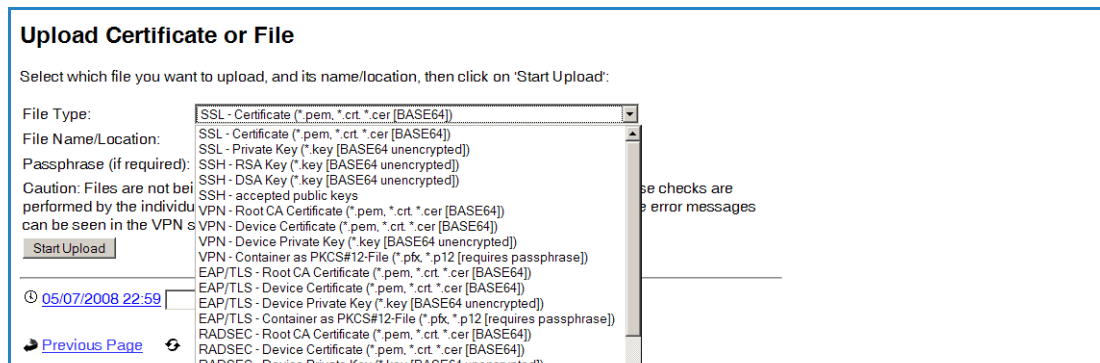 Upload Certificate or File
Select which file you want to upload, and its name/location, then click on 'Start Upload':
File Type:
SSL - Certificate (*.pem, *.crt. *.cer [BASE64])
File Name/Location:
SSL - Certificate (*.pem, *.crt. *.cer [BASE64])
SSL - Private Key (*.key [BASE64 unencrypted])
Passphrase (if required):
SSH - RSA Key (*.key [BASE64 unencrypted])
SSH - DSA Key (*.key [BASE64 unencrypted])
SSH - accepted public keys
VPN - Root CA Certificate (*.pem, *.crt. *.cer [BASE64])
VPN - Device Certificate (*.pem, *.crt. *.cer [BASE64])
VPN - Device Private Key (*.key [BASE64 unencrypted])
VPN - Container as PKCS#12-File (*.pfx, *.p12 [requires passphrase])
EAP/TLS - Root CA Certificate (*.pem, *.crt. *.cer [BASE64])
EAP/TLS - Device Certificate (*.pem, *.crt. *.cer [BASE64])
EAP/TLS - Device Private Key (*.key [BASE64 unencrypted])
EAP/TLS - Container as PKCS#12-File (*.pfx, *.p12 [requires passphrase])
RADSEC - Root CA Certificate (*.pem, *.crt. *.cer [BASE64])
RADSEC - Device Certificate (*.pem, *.crt. *.cer [BASE64])
RADSEC - Device Private Key (*.key [BASE64 unencrypted])
Caution: Files are not bei se checks are
performed by the individu e error messages
can be seen in the VPN s
Start Upload
05/07/2008 22:59
Previous Page